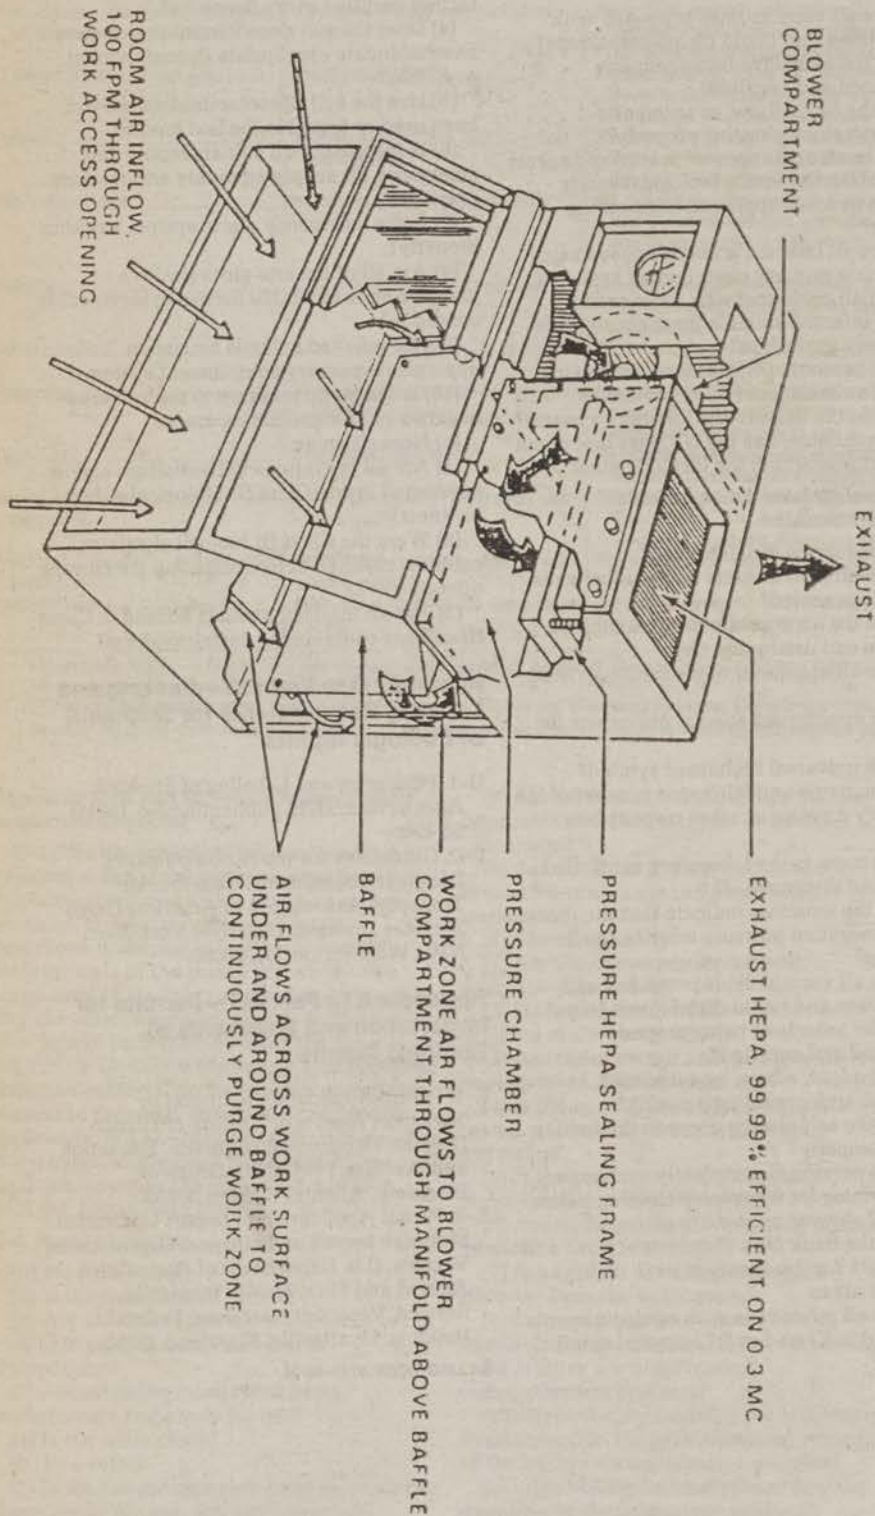 BLOWER
COMPARTMENT
EXHAUST
EXHAUST HEPA, 99.99% EFFICIENT ON 0.3 MC
PRESSURE HEPA SEALING FRAME
PRESSURE CHAMBER
WORK ZONE AIR FLOWS TO BLOWER
COMPARTMENT THROUGH MANIFOLD ABOVE BAFFLE
BAFFLE
AIR FLOWS ACROSS WORK SURFACE
UNDER AND AROUND BAFFLE TO
CONTINUOUSLY PURGE WORK ZONE
ROOM AIR INFLOW,
100 FPM THROUGH
WORK ACCESS OPENING